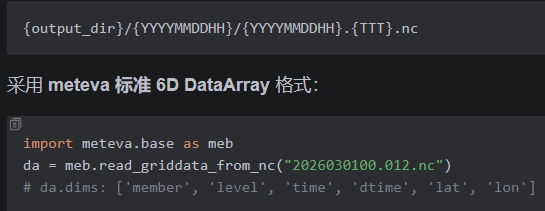 {output_dir}/{YYYYMMDDHH}/{YYYYMMDDHH}.{TTT}.nc
采用 meteva 标准 6D DataArray 格式：
import meteva.base as meb
da = meb.read_griddata_from_nc("2026030100.012.nc")
# da.dims: ['member', 'level', 'time', 'dtime', 'lat', 'lon']